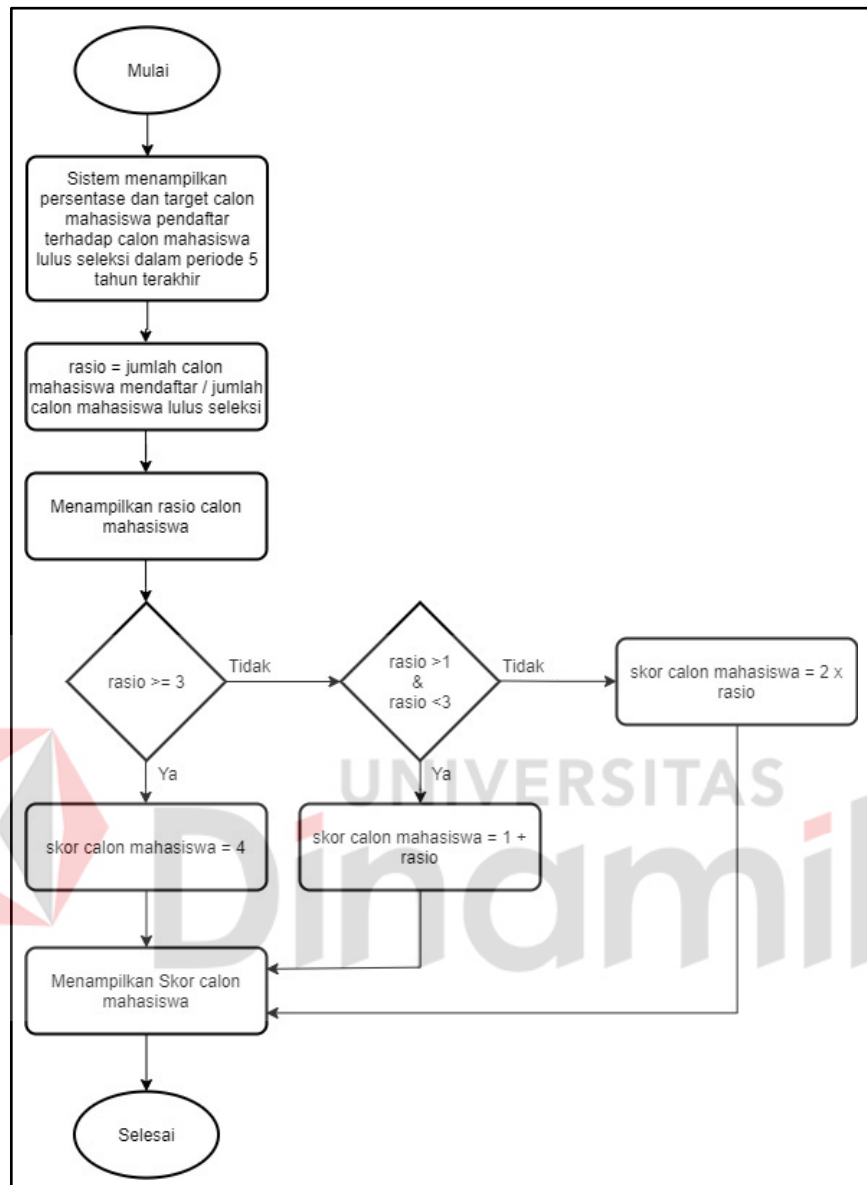 Mulai
Sistem menampilkan
persentase dan target calon
mahasiswa pendaftar
terhadap calon mahasiswa
lulus seleksi dalam periode 5
tahun terakhir
rasio = jumlah calon
mahasiswa mendaftar / jumlah
calon mahasiswa lulus seleksi
Menampilkan rasio calon
mahasiswa
rasio >= 3
Tidak
rasio >1
&
rasio <3
Tidak
skor calon mahasiswa = 2 x
rasio
Ya
Ya
UNIVERSITAS
Dinami
skor calon mahasiswa = 4
skor calon mahasiswa = 1 +
rasio
Menampilkan Skor calon
mahasiswa
Selesai